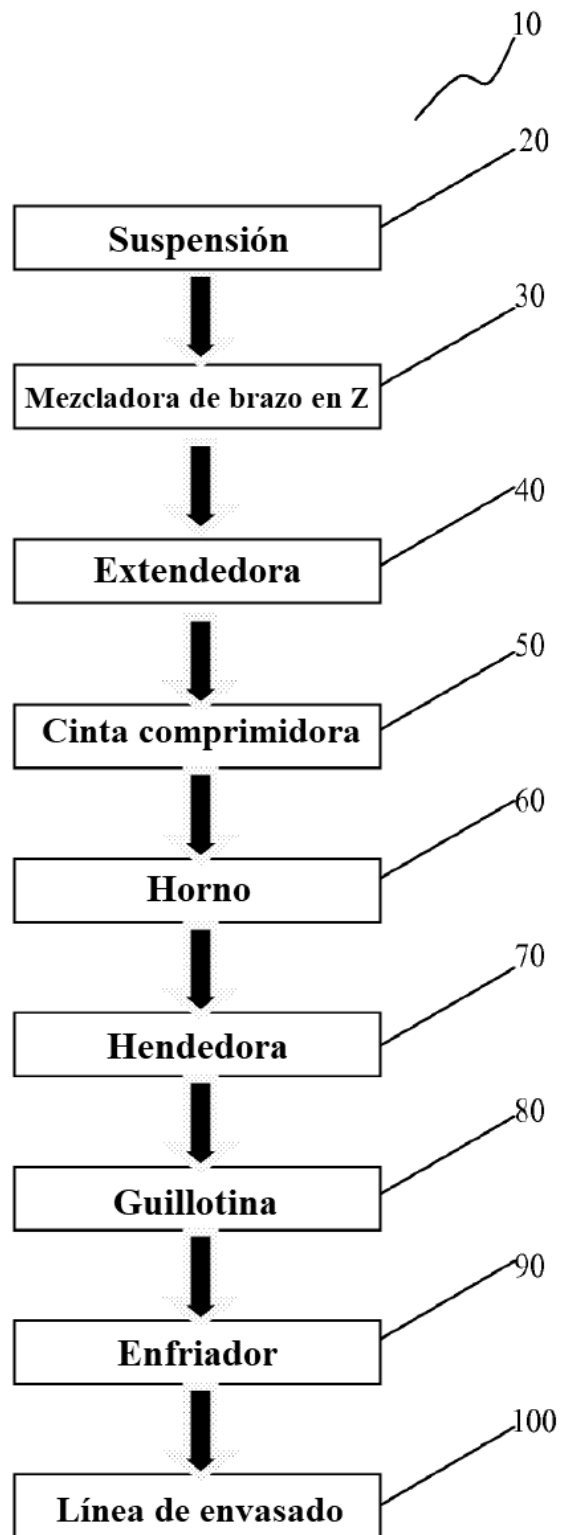 10
20
Suspensión
30
Mezcladora de brazo en Z
40
Extendedora
50
Cinta comprimidora
60
Horno
70
Hendedora
80
Guillotina
90
Enfriador
100
Línea de envasado